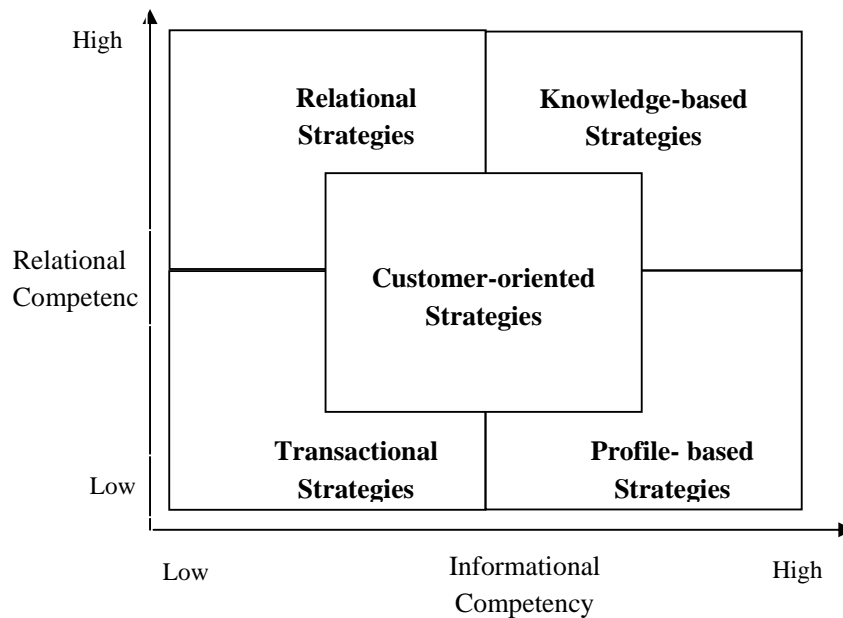 High
Relational
Strategies
Knowledge-based
Strategies
Relational
Competenc
Customer-oriented
Strategies
Transactional
Strategies
Profile- based
Strategies
Low
Low
Informational
Competency
High